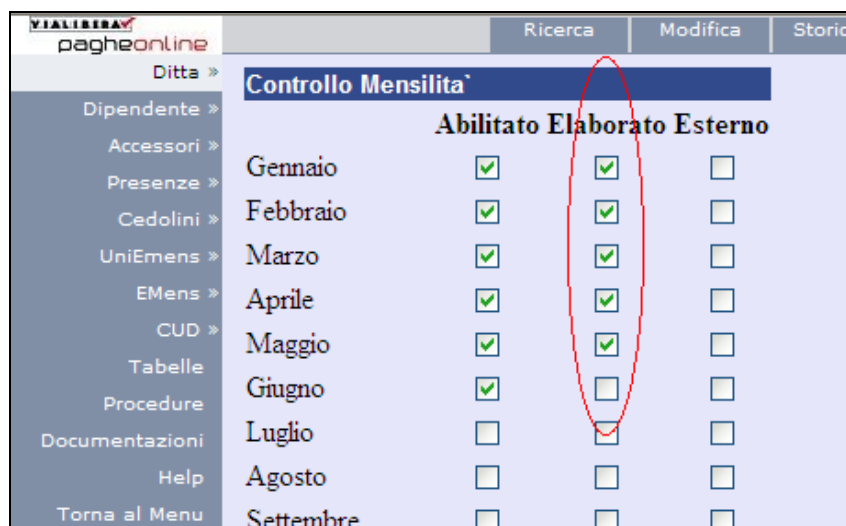 VIALIBERA
pagheonline
Ricerca Modifica
Ditta »
Dipendente »
Accessori »
Presenze »
Cedolini »
UniEmens »
EMens »
CUD »
Tabelle
Procedure
Documentazioni
Help
Torna al Menu
Controllo Mensilita`
Abilitato Elaborato Esterno
Gennaio
Febbraio
Marzo
Aprile
Maggio
Giugno
Luglio
Agosto
Settembre